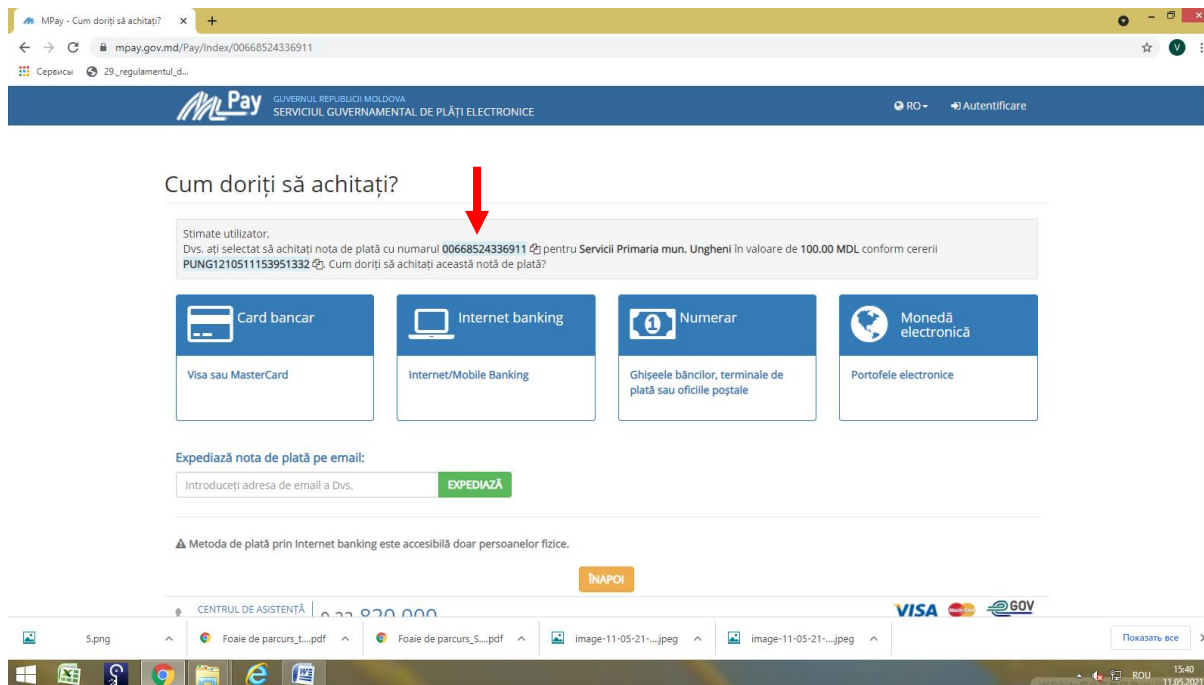 MPay - Cum doriți să achitați?
mpay.gov.md/Pay/Index/00668524336911
V
Сервисы 29._regulamentul_d...
Pay
GUVERNUL REPUBLICII MOLDOVA
SERVICIUL GUVERNAMENTAL DE PLĂȚI ELECTRONICE
RO
Autentificare
Cum doriți să achitați?
Stimate utilizator,
Dvs. ați selectat să achitați nota de plată cu numarul 00668524336911 pentru Servicii Primaria mun. Ungheni în valoare de 100.00 MDL conform cererii
PUNG1210511153951332 . Cum doriți să achitați această notă de plată?
Card bancar
Visa sau MasterCard
Internet banking
Internet/Mobile Banking
Numerar
Ghișeele băncilor, terminale de
plată sau oficiile poștale
Monedă
electronică
Portofele electronice
Expediază nota de plată pe email:
Introduceți adresa de email a Dvs. EXPEDIAZĂ
Metoda de plată prin Internet banking este accesibilă doar persoanelor fizice.
ÎNAPOI
CENTRUL DE ASISTENȚĂ
820 000
VISA
GOV
5.png
Foaie de parcurs_t....pdf
Foaie de parcurs_S....pdf
image-11-05-21-....jpeg
image-11-05-21-....jpeg
Показать все
ROU
15:40
11.05.2021